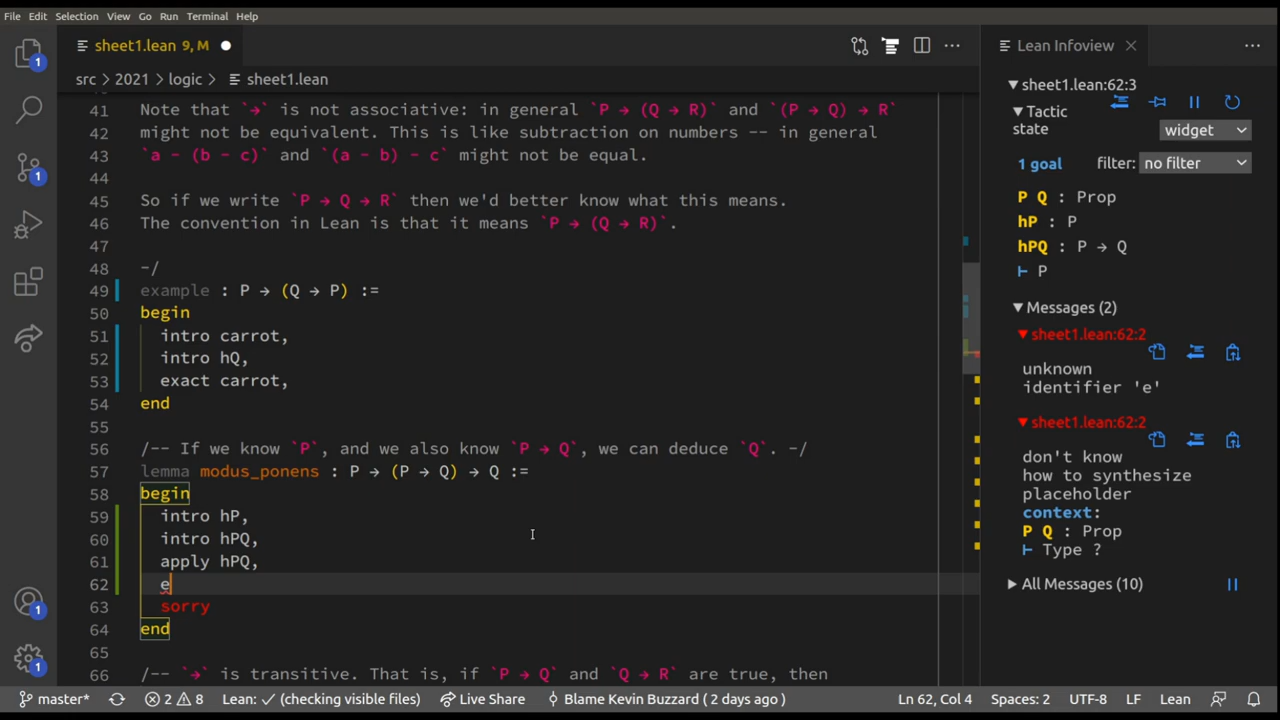 File Edit Selection View Go Run Terminal Help
sheet1.lean 9, M
Lean Infoview
src > 2021 > logic > sheet1.lean
41 Note that `→` is not associative: in general `P → (Q → R)` and `(P → Q) → R`
42 might not be equivalent. This is like subtraction on numbers -- in general
43 `a - (b - c)` and `(a - b) - c` might not be equal.
44
45 So if we write `P → Q → R` then we'd better know what this means.
46 The convention in Lean is that it means `P → (Q → R)`.
47
48 -/
49 example : P → (Q → P) :=
50 begin
51 intro carrot,
52 intro hQ,
53 exact carrot,
54 end
55
56 /-- If we know `P`, and we also know `P → Q`, we can deduce `Q`. -/
57 lemma modus_ponens : P → (P → Q) → Q :=
58 begin
59 intro hP,
60 intro hPQ,
61 apply hPQ,
62 e
63 sorry
64 end
65
66 /-- `→` is transitive. That is, if `P → Q` and `Q → R` are true, then
sheet1.lean:62:3
Tactic
state
widget
1 goal filter: no filter
P Q : Prop
hP : P
hPQ : P → Q
⊢ P
Messages (2)
sheet1.lean:62:2
unknown
identifier 'e'
sheet1.lean:62:2
don't know
how to synthesize
placeholder
context:
P Q : Prop
⊢ Type ?
All Messages (10)
1
1
1
1
1
1
master* 2 8 Lean: ✓ (checking visible files) Live Share Blame Kevin Buzzard ( 2 days ago ) Ln 62, Col 4 Spaces: 2 UTF-8 LF Lean